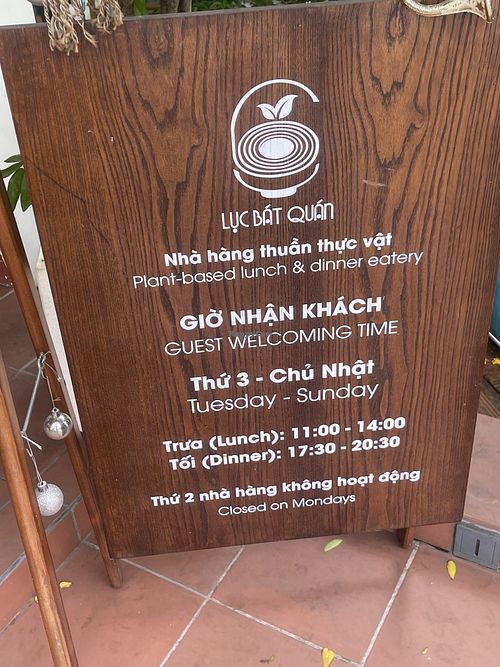 LỤC BÁT QUÁN
Nhà hàng thuần thực vật
Plant-based lunch & dinner eatery
GIỜ NHẬN KHÁCH
GUEST WELCOMING TIME
Thứ 3 - Chủ Nhật
Tuesday - Sunday
Trưa (Lunch): 11:00 - 14:00
Tối (Dinner): 17:30 - 20:30
Thứ 2 nhà hàng không hoạt động
Closed on Mondays